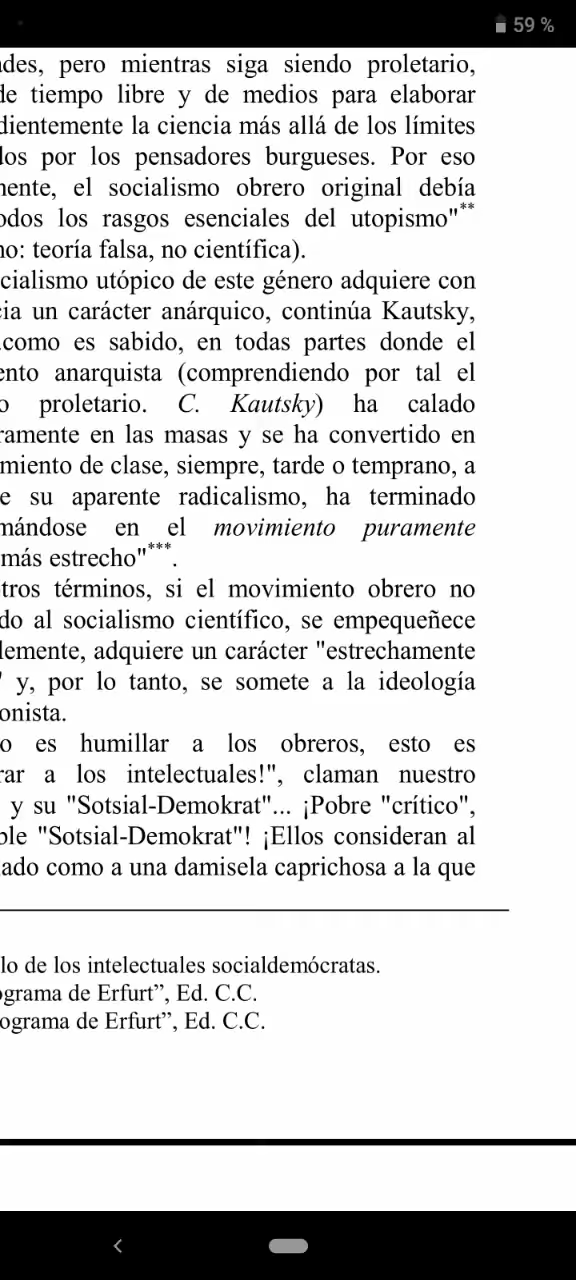 59 %
ades, pero mientras siga siendo proletario,
de tiempo libre y de medios para elaborar
dientemente la ciencia más allá de los límites
dos por los pensadores burgueses. Por eso
mente, el socialismo obrero original debía
odos los rasgos esenciales del utopismo"**
no: teoría falsa, no científica).
cialismo utópico de este género adquiere con
cia un carácter anárquico, continúa Kautsky,
.como es sabido, en todas partes donde el
ento anarquista (comprendiendo por tal el
o proletario. C. Kautsky) ha calado
ramente en las masas y se ha convertido en
miento de clase, siempre, tarde o temprano, a
e su aparente radicalismo, ha terminado
mándose en el movimiento puramente
más estrecho"***.
tros términos, si el movimiento obrero no
do al socialismo científico, se empequeñece
lemente, adquiere un carácter "estrechamente
" y, por lo tanto, se somete a la ideología
onista.
o es humillar a los obreros, esto es
rar a los intelectuales!", claman nuestro
y su "Sotsial-Demokrat"... ¡Pobre "crítico",
ble "Sotsial-Demokrat"! ¡Ellos consideran al
iado como a una damisela caprichosa a la que
lo de los intelectuales socialdemócratas.
ograma de Erfurt”, Ed. C.C.
ograma de Erfurt”, Ed. C.C.